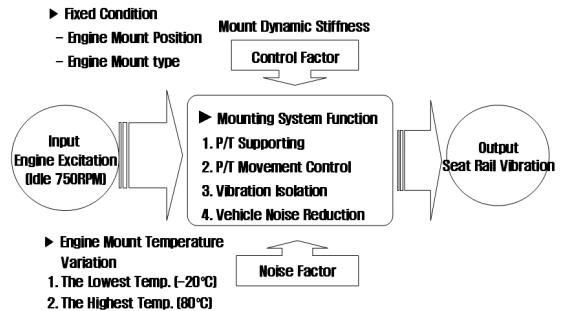 ▶ Fixed Condition
– Engine Mount Position
– Engine Mount type
Mount Dynamic Stiffness
Control Factor
Input
Engine Excitation
(Idle 750RPM)
▶ Mounting System Function
1. P/T Supporting
2. P/T Movement Control
3. Vibration Isolation
4. Vehicle Noise Reduction
Output
Seat Rail Vibration
▶ Engine Mount Temperature
Variation
1. The Lowest Temp. (–20°C)
2. The Highest Temp. (80°C)
Noise Factor